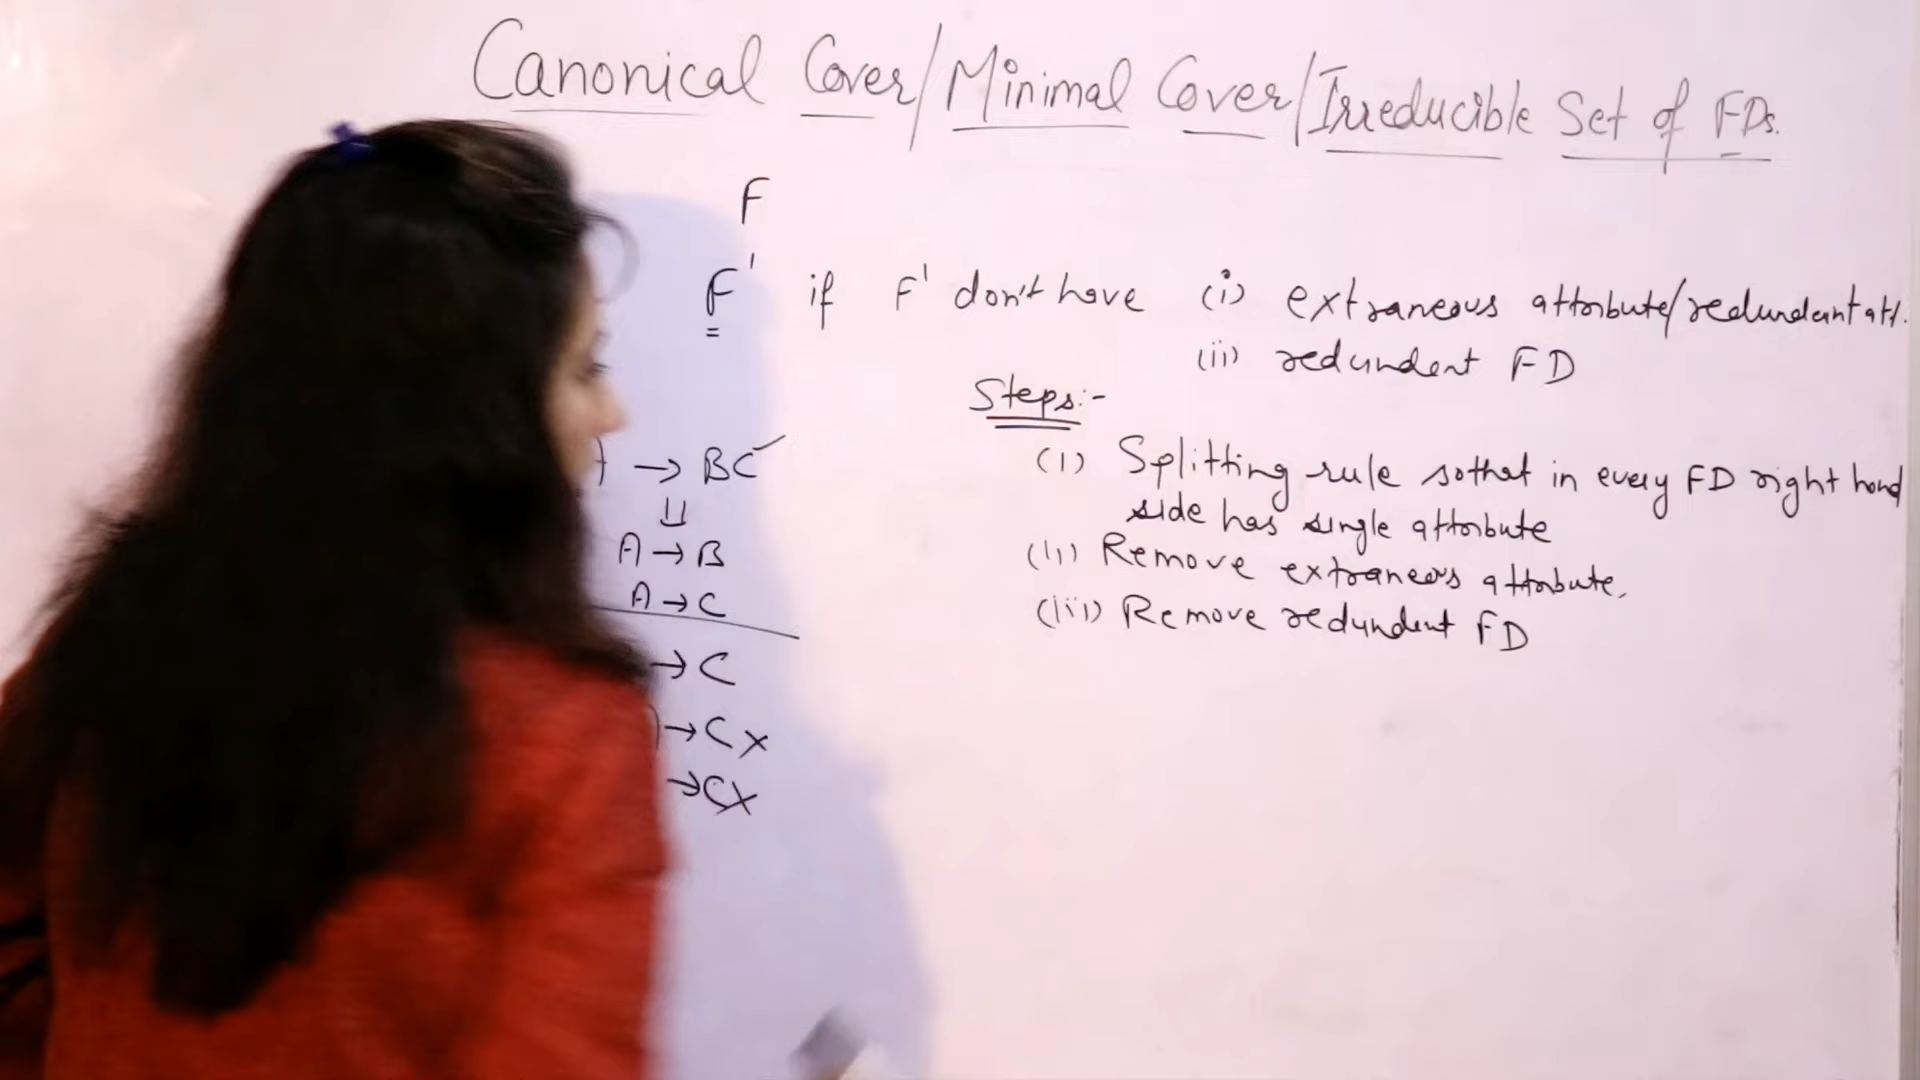 Canonical Cover/Minimal Cover/Irreducible Set of FDs.
F
F' if F' don't have (i) extraneous attribute/redundant att.
(ii) redundent FD
Steps:-
→ BC ✓
⇓
A → B
A → C
→ C
→ C x
→ C x
(i) Splitting rule sothat in every FD right hand
side has single attribute
(ii) Remove extraneous attribute.
(iii) Remove redundent FD